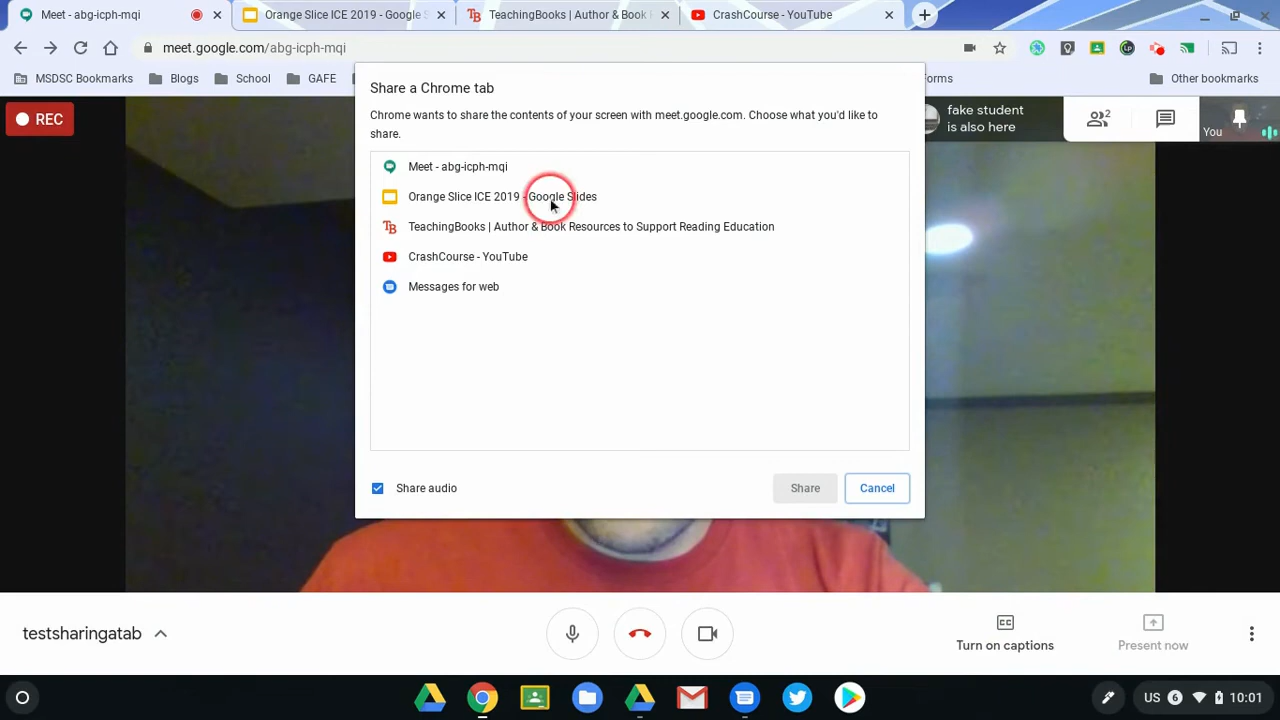 Meet - abg-icph-mqi
Orange Slice ICE 2019 - Google S
TeachingBooks | Author & Book
CrashCourse - YouTube
meet.google.com/abg-icph-mqi
MSDSC Bookmarks
Blogs
School
GAFE
orms
Other bookmarks
REC
fake student
is also here
2
You
Share a Chrome tab
Chrome wants to share the contents of your screen with meet.google.com. Choose what you'd like to
share.
Meet - abg-icph-mqi
Orange Slice ICE 2019 - Google Slides
TeachingBooks | Author & Book Resources to Support Reading Education
CrashCourse - YouTube
Messages for web
Share audio
Share
Cancel
testsharingatab
CC
Turn on captions
Present now
US
6
10:01